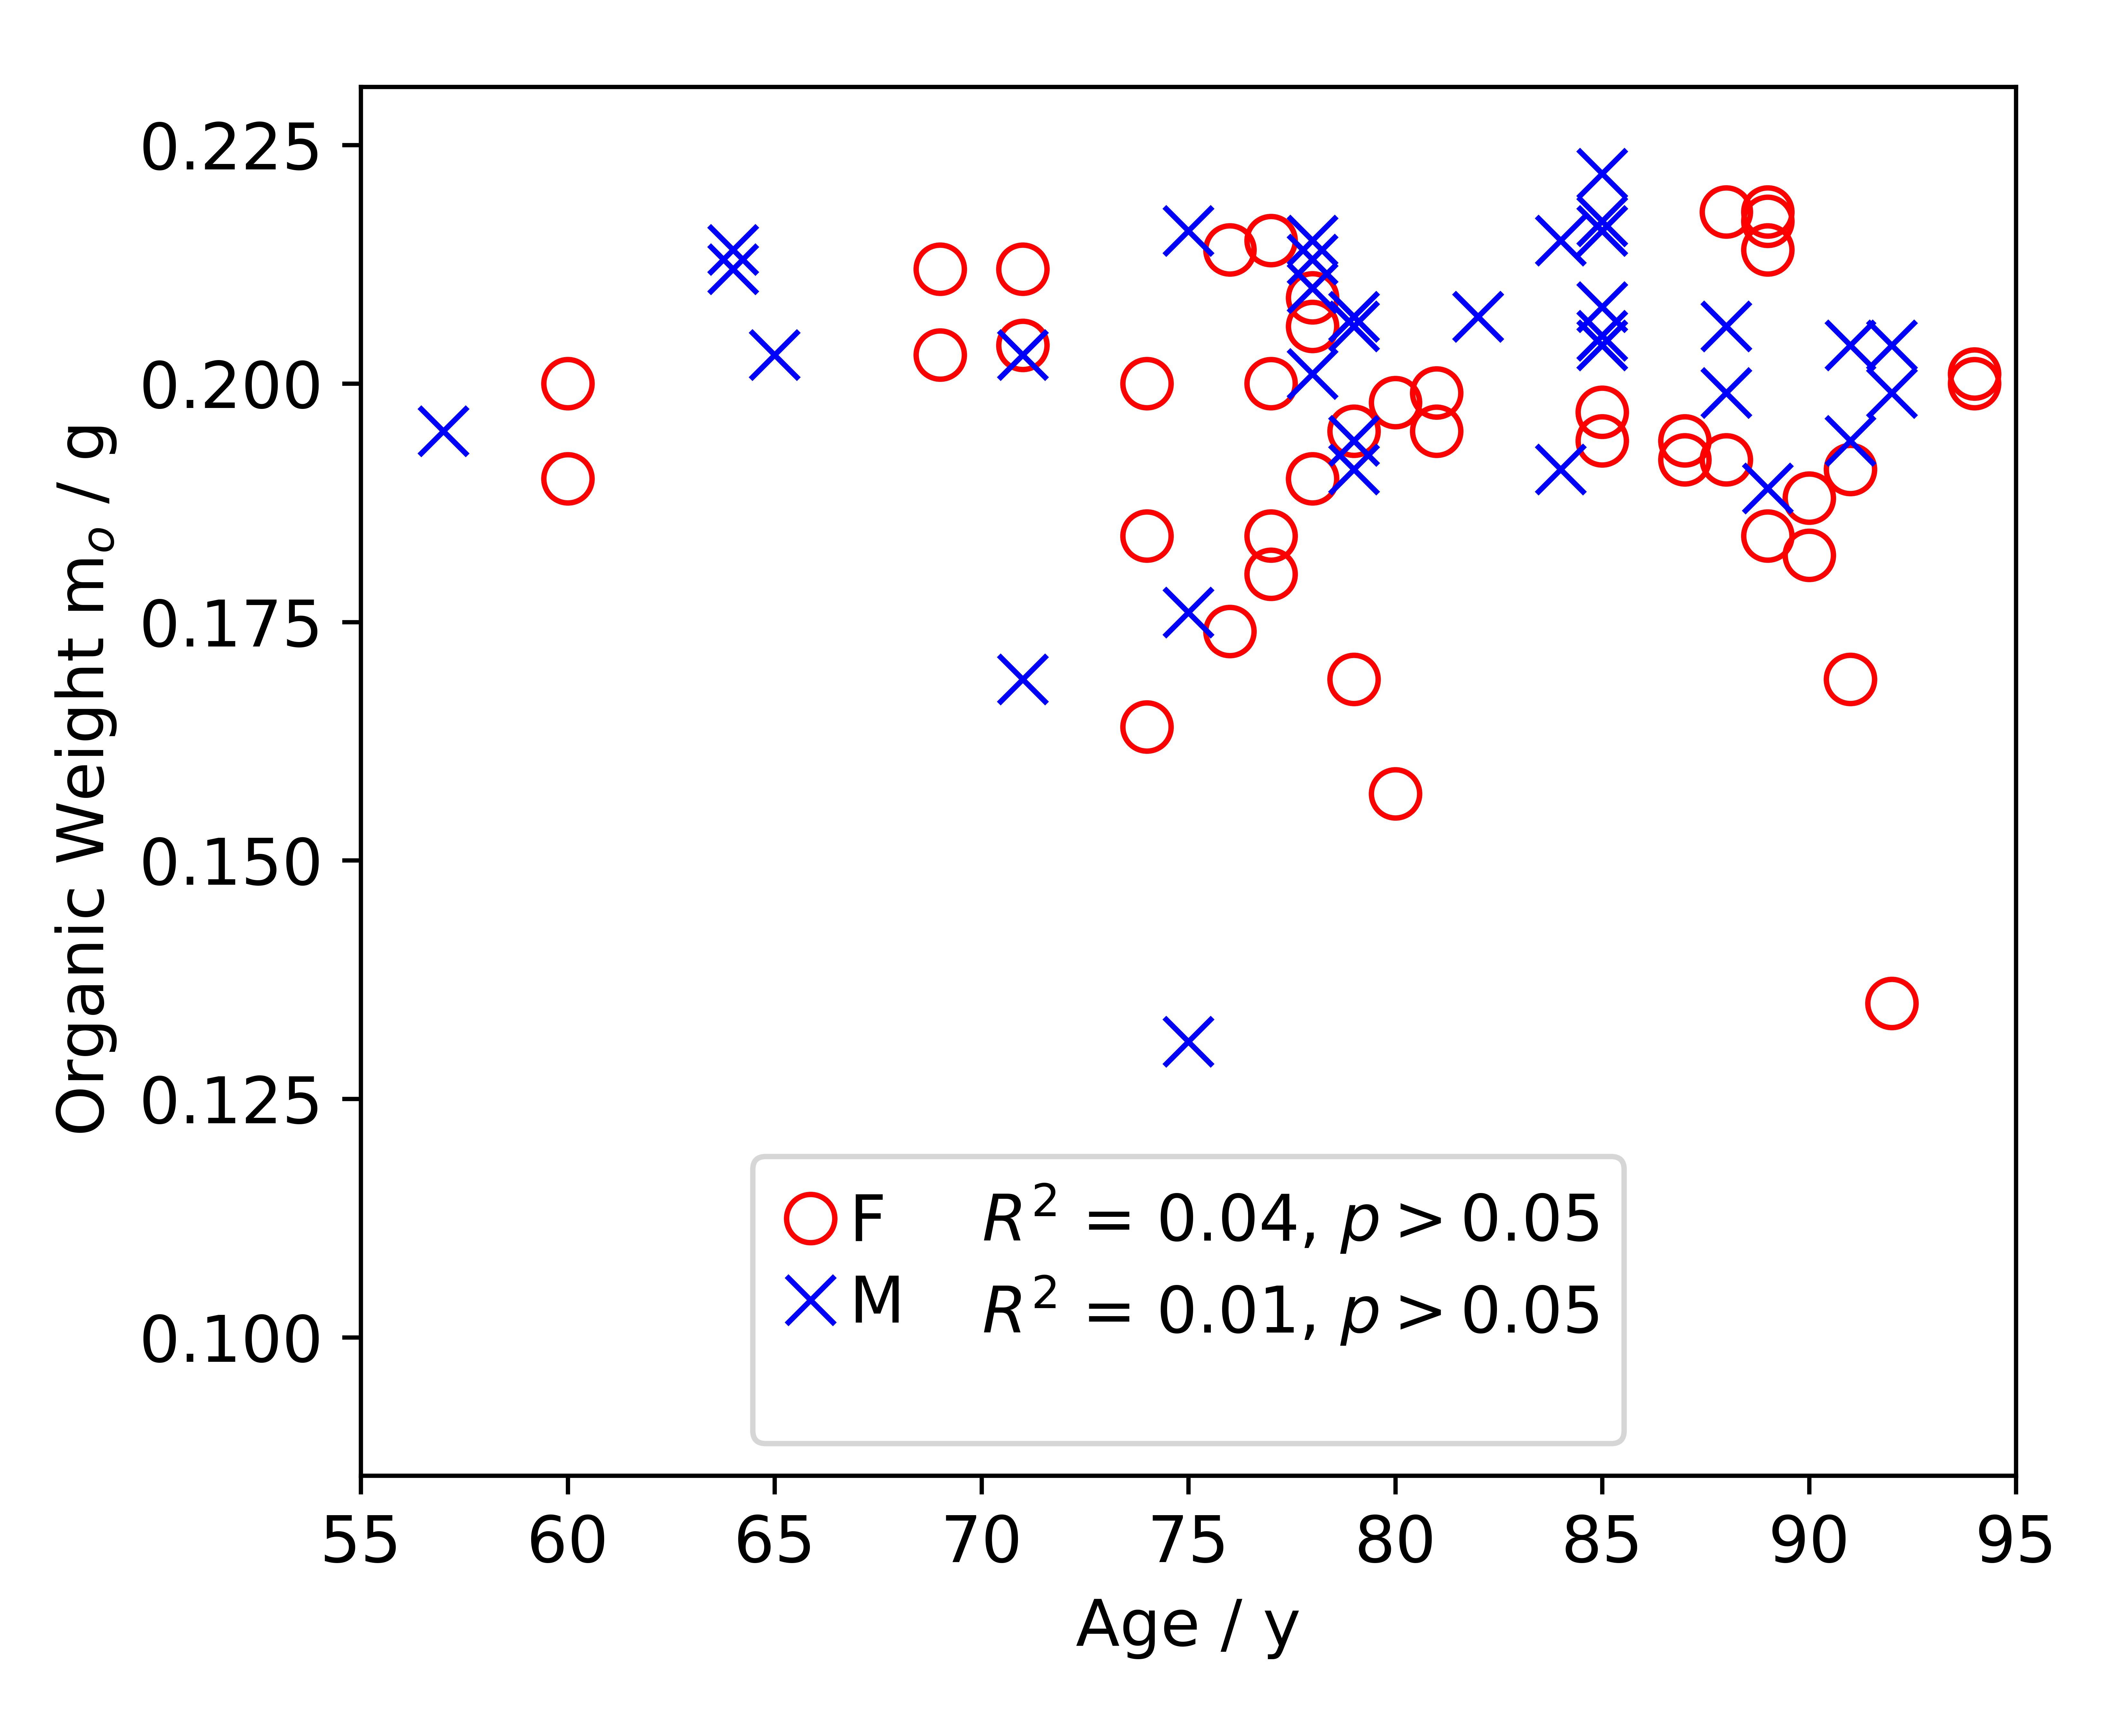 0.225
0.200
0.175
0.150
0.125
0.100
Organic Weight mₒ / g
F R² = 0.04, p > 0.05
M R² = 0.01, p > 0.05
55 60 65 70 75 80 85 90 95
Age / y